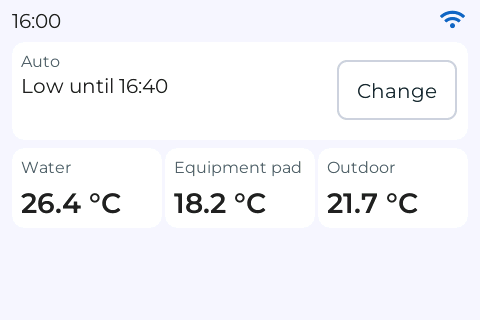 16:00
Auto
Low until 16:40
Change
Water
26.4 °C
Equipment pad
18.2 °C
Outdoor
21.7 °C